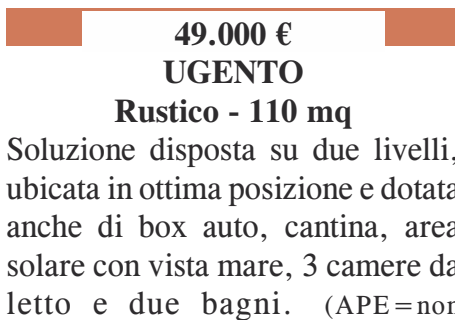 49.000 €
UGENTO
Rustico - 110 mq
Soluzione disposta su due livelli,
ubicata in ottima posizione e dotata
anche di box auto, cantina, area
solare con vista mare, 3 camere da
letto e due bagni. (APE=non